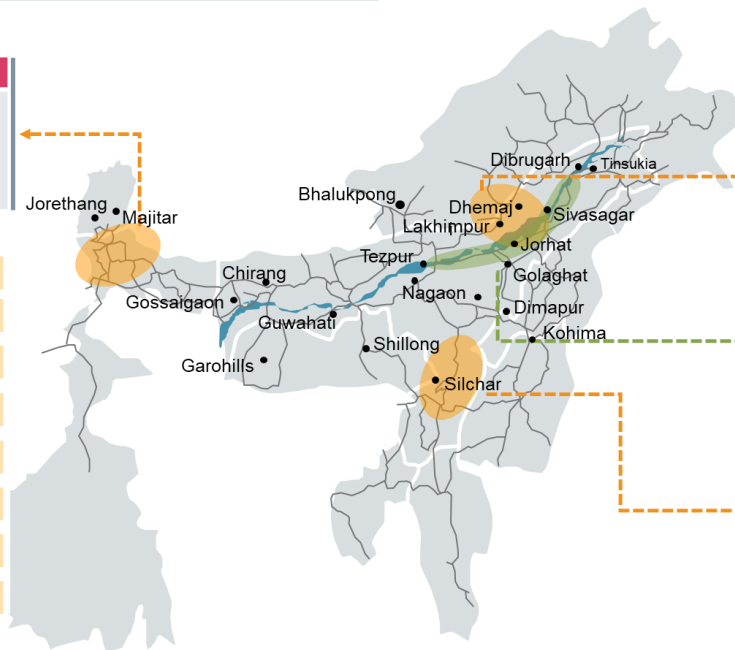 Dibrugarh
Tinsukia
Jorethang
Majitar
Bhalukpong
Dhemaj
Sivasagar
Lakhimpur
Jorhat
Tezpur
Golaghat
Chirang
Nagaon
Gossaigaon
Dimapur
Guwahati
Kohima
Shillong
Garohills
Silchar